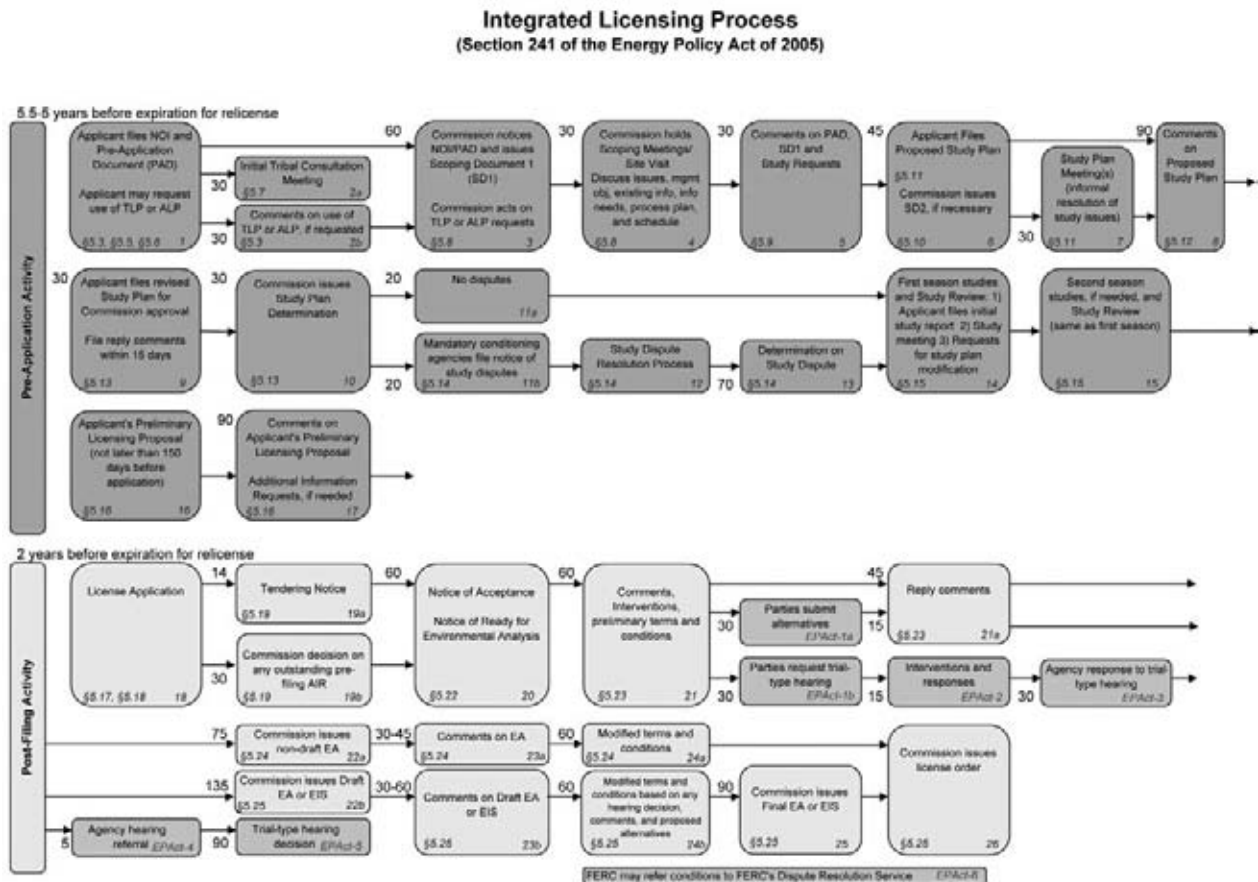 Integrated Licensing Process
(Section 241 of the Energy Policy Act of 2005)
5.5-5 years before expiration for relicense
Pre-Application Activity
Applicant files NOI and
Pre-Application
Document (PAD)
Applicant may request
use of TLP or ALP
§5.3, §5.5, §5.6 1
30
30
60
Initial Tribal Consultation
Meeting
§5.7 2a
Comments on use of
TLP or ALP, if requested
§5.3 2b
Commission notices
NOI/PAD and issues
Scoping Document 1
(SD1)
Commission acts on
TLP or ALP requests
§5.8 3
30
Commission holds
Scoping Meetings/
Site Visit
Discuss issues, mgmt
obj, existing info, info
needs, process plan,
and schedule
§5.8 4
30
Comments on PAD,
SD1 and
Study Requests
§5.9 5
45
Applicant Files
Proposed Study Plan
§5.11
Commission issues
SD2, if necessary
§5.10 6
30
Study Plan
Meeting(s)
(informal
resolution of
study issues)
§5.11 7
90
Comments
on
Proposed
Study Plan
§5.12 8
30
Applicant files revised
Study Plan for
Commission approval
File reply comments
within 15 days
§5.13 9
30
Commission issues
Study Plan
Determination
§5.13 10
20
No disputes
11a
20
Mandatory conditioning
agencies file notice of
study disputes
§5.14 11b
Study Dispute
Resolution Process
§5.14 12
70
Determination on
Study Dispute
§5.14 13
First season studies
and Study Review: 1)
Applicant files initial
study report 2) Study
meeting 3) Requests
for study plan
modification
§5.15 14
Second season
studies, if needed, and
Study Review
(same as first season)
§5.15 15
Applicant's Preliminary
Licensing Proposal
(not later than 150
days before
application)
§5.16 16
90
Comments on
Applicant's Preliminary
Licensing Proposal
Additional Information
Requests, if needed
§5.16 17
2 years before expiration for relicense
Post-Filing Activity
License Application
§5.17, §5.18 18
14
Tendering Notice
§5.19 19a
30
Commission decision on
any outstanding pre-
filing AIR
§5.19 19b
60
Notice of Acceptance
Notice of Ready for
Environmental Analysis
§5.22 20
60
Comments,
Interventions,
preliminary terms and
conditions
§5.23 21
30
Parties submit
alternatives
EPAct-1a
45
15
Reply comments
§5.23 21a
30
Parties request trial-
type hearing
EPAct-1b
15
Interventions and
responses
EPAct-2
30
Agency response to trial-
type hearing
EPAct-3
75
Commission issues
non-draft EA
§5.24 22a
30-45
Comments on EA
§5.24 23a
60
Modified terms and
conditions
§5.24 24a
135
Commission issues Draft
EA or EIS
§5.25 22b
30-60
Comments on Draft EA
or EIS
§5.25 23b
60
Modified terms and
conditions based on any
hearing decision,
comments, and proposed
alternatives
§5.25 24b
90
Commission issues
Final EA or EIS
§5.25 25
Commission issues
license order
§5.25 26
5
Agency hearing
referral
EPAct-4
90
Trial-type hearing
decision
EPAct-5
FERC may refer conditions to FERC's Dispute Resolution Service EPAct-6